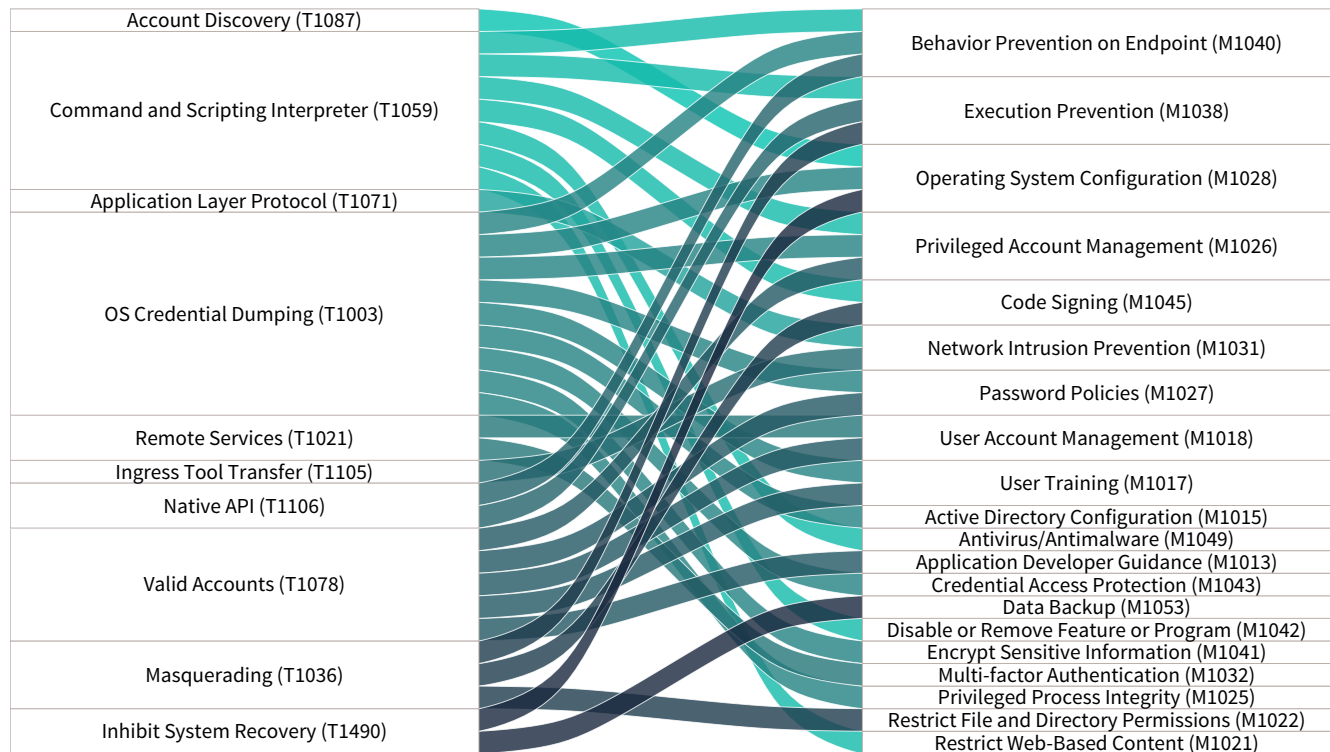 Account Discovery (T1087)
Command and Scripting Interpreter (T1059)
Application Layer Protocol (T1071)
OS Credential Dumping (T1003)
Remote Services (T1021)
Ingress Tool Transfer (T1105)
Native API (T1106)
Valid Accounts (T1078)
Masquerading (T1036)
Inhibit System Recovery (T1490)
Behavior Prevention on Endpoint (M1040)
Execution Prevention (M1038)
Operating System Configuration (M1028)
Privileged Account Management (M1026)
Code Signing (M1045)
Network Intrusion Prevention (M1031)
Password Policies (M1027)
User Account Management (M1018)
User Training (M1017)
Active Directory Configuration (M1015)
Antivirus/Antimalware (M1049)
Application Developer Guidance (M1013)
Credential Access Protection (M1043)
Data Backup (M1053)
Disable or Remove Feature or Program (M1042)
Encrypt Sensitive Information (M1041)
Multi-factor Authentication (M1032)
Privileged Process Integrity (M1025)
Restrict File and Directory Permissions (M1022)
Restrict Web-Based Content (M1021)